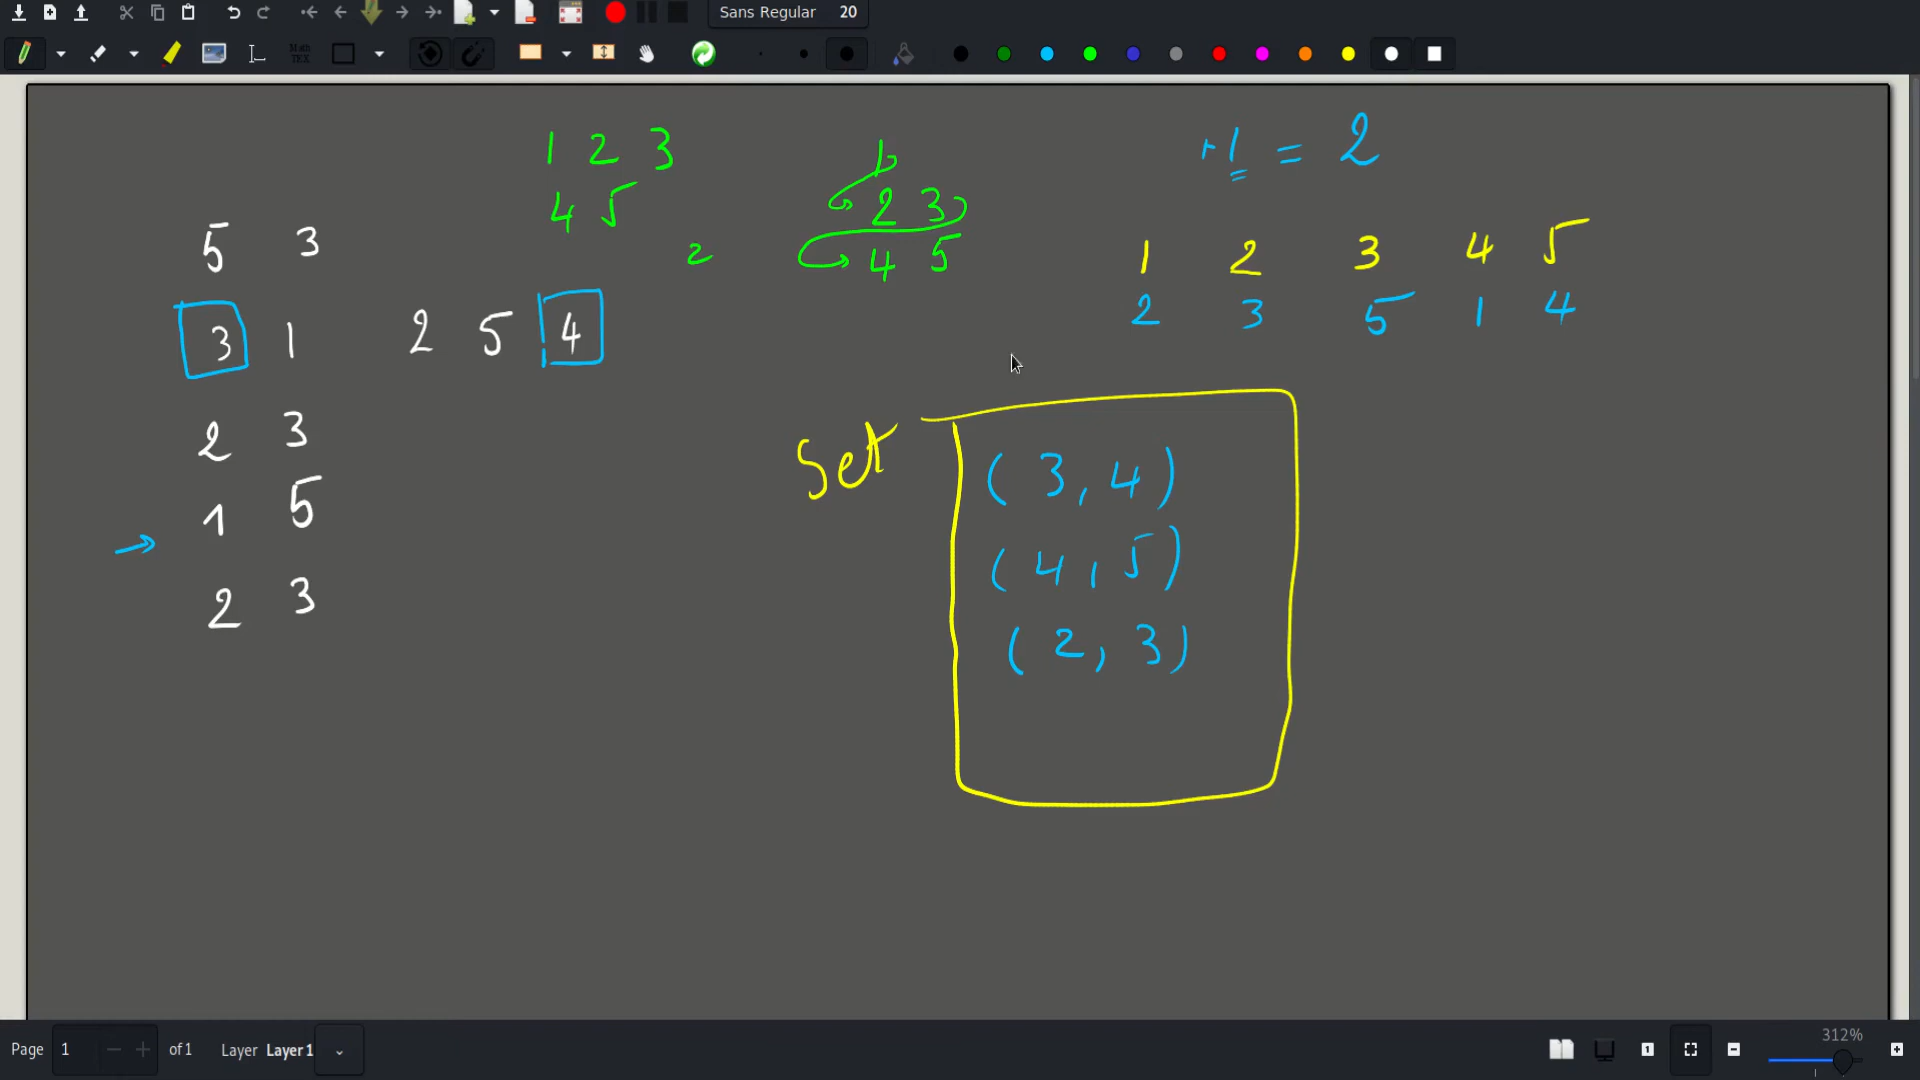 Sans Regular 20
1 2 3
4 5
2
1
2 3
4 5
+1 = 2
5 3
3 1 2 5 4
2 3
1 5
→
2 3
1 2 3 4 5
2 3 5 1 4
Set
( 3 , 4 )
( 4 , 5 )
( 2 , 3 )
Page 1 of 1 Layer Layer 1
312%